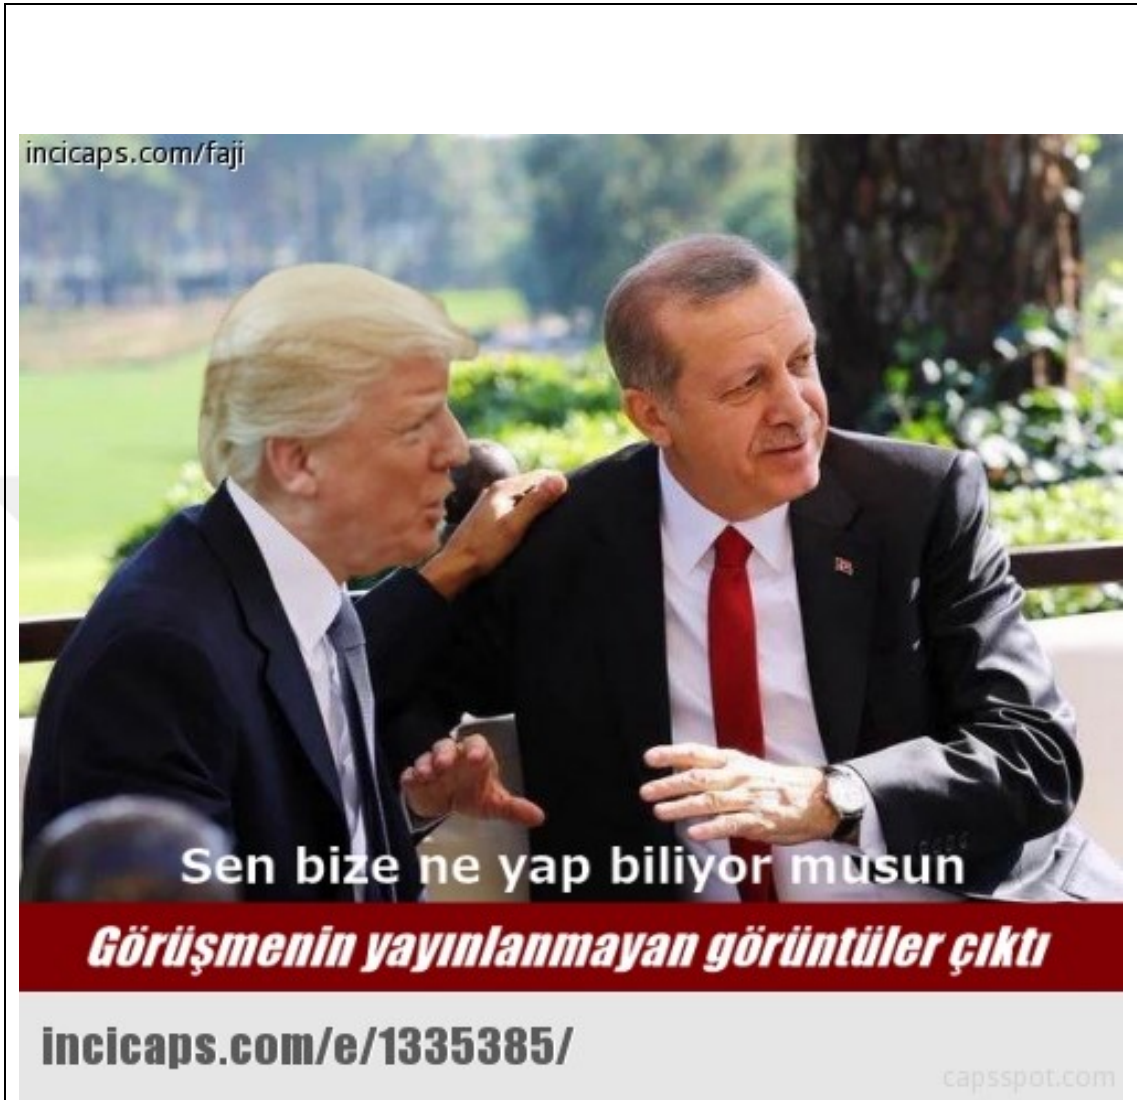 incicaps.com/faji
Sen bize ne yap biliyor musun
Görüşmenin yayınlanmayan görüntüler çıktı
incicaps.com/e/1335385/
capsspot.com